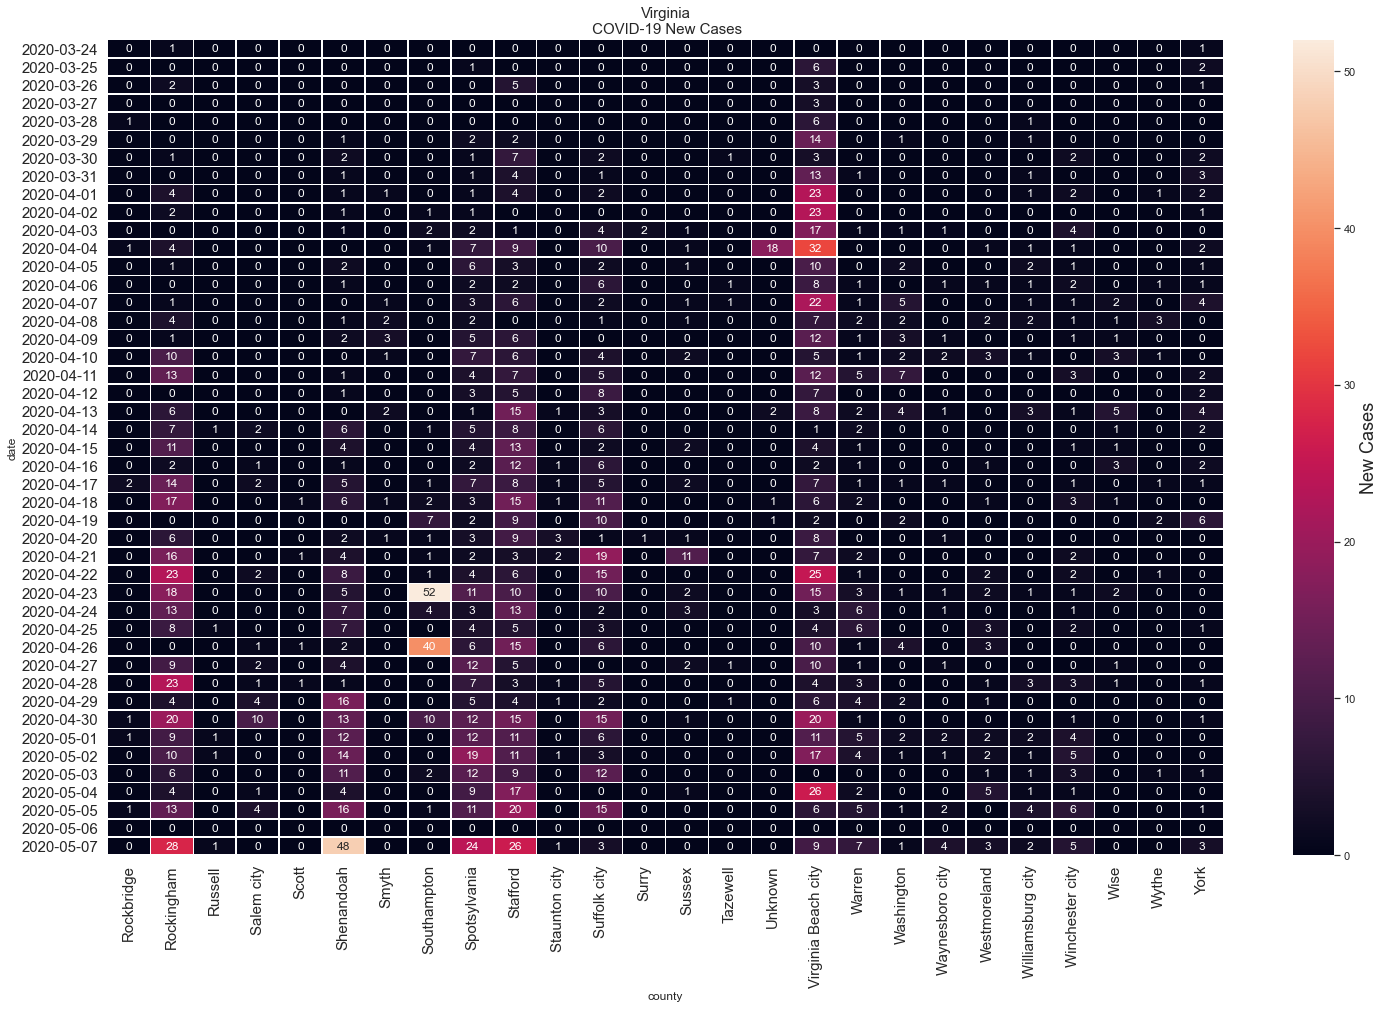 Virginia
COVID-19 New Cases
2020-03-24 0 1 0 0 0 0 0 0 0 0 0 0 0 0 0 0 0 0 0 0 0 0 0 0 0 1
2020-03-25 0 0 0 0 0 0 0 0 1 0 0 0 0 0 0 0 6 0 0 0 0 0 0 0 0 2
2020-03-26 0 2 0 0 0 0 0 0 0 5 0 0 0 0 0 0 3 0 0 0 0 0 0 0 0 1
2020-03-27 0 0 0 0 0 0 0 0 0 0 0 0 0 0 0 0 3 0 0 0 0 0 0 0 0 0
2020-03-28 1 0 0 0 0 0 0 0 0 0 0 0 0 0 0 0 6 0 0 0 0 1 0 0 0 0
2020-03-29 0 0 0 0 0 1 0 0 2 2 0 0 0 0 0 0 14 0 1 0 0 1 0 0 0 0
2020-03-30 0 1 0 0 0 2 0 0 1 7 0 2 0 0 1 0 3 0 0 0 0 0 2 0 0 2
2020-03-31 0 0 0 0 0 1 0 0 1 4 0 1 0 0 0 0 13 1 0 0 0 1 0 0 0 3
2020-04-01 0 4 0 0 0 1 1 0 1 4 0 2 0 0 0 0 23 0 0 0 0 1 2 0 1 2
2020-04-02 0 2 0 0 0 1 0 1 1 0 0 0 0 0 0 0 23 0 0 0 0 0 0 0 0 1
2020-04-03 0 0 0 0 0 1 0 2 2 1 0 4 2 1 0 0 17 1 1 1 0 0 4 0 0 0
2020-04-04 1 4 0 0 0 0 0 1 7 9 0 10 0 1 0 18 32 0 0 0 1 1 1 0 0 2
2020-04-05 0 1 0 0 0 2 0 0 6 3 0 2 0 1 0 0 10 0 2 0 0 2 1 0 0 1
2020-04-06 0 0 0 0 0 1 0 0 2 2 0 6 0 0 1 0 8 1 0 1 1 1 2 0 1 1
2020-04-07 0 1 0 0 0 0 1 0 3 6 0 2 0 1 1 0 22 1 5 0 0 1 1 2 0 4
2020-04-08 0 4 0 0 0 1 2 0 2 0 0 1 0 1 0 0 7 2 2 0 2 2 1 1 3 0
2020-04-09 0 1 0 0 0 2 3 0 5 6 0 0 0 0 0 0 12 1 3 1 0 0 1 1 0 0
2020-04-10 0 10 0 0 0 0 1 0 7 6 0 4 0 2 0 0 5 1 2 2 3 1 0 3 1 0
2020-04-11 0 13 0 0 0 1 0 0 4 7 0 5 0 0 0 0 12 5 7 0 0 0 3 0 0 2
2020-04-12 0 0 0 0 0 1 0 0 3 5 0 8 0 0 0 0 7 0 0 0 0 0 0 0 0 2
2020-04-13 0 6 0 0 0 0 2 0 1 15 1 3 0 0 0 2 8 2 4 1 0 3 1 5 0 4
2020-04-14 0 7 1 2 0 6 0 1 5 8 0 6 0 0 0 0 1 2 0 0 0 0 0 1 0 2
2020-04-15 0 11 0 0 0 4 0 0 4 13 0 2 0 2 0 0 4 1 0 0 0 0 1 1 0 0
2020-04-16 0 2 0 1 0 1 0 0 2 12 1 6 0 0 0 0 2 1 0 0 1 0 0 3 0 2
2020-04-17 2 14 0 2 0 5 0 1 7 8 1 5 0 2 0 0 7 1 1 1 0 0 1 0 1 1
2020-04-18 0 17 0 0 1 6 1 2 3 15 1 11 0 0 0 1 6 2 0 0 1 0 3 1 0 0
2020-04-19 0 0 0 0 0 0 0 7 2 9 0 10 0 0 0 1 2 0 2 0 0 0 0 0 2 6
2020-04-20 0 6 0 0 0 2 1 1 3 9 3 1 1 1 0 0 8 0 0 1 0 0 0 0 0 0
2020-04-21 0 16 0 0 1 4 0 1 2 3 2 19 0 11 0 0 7 2 0 0 0 0 2 0 0 0
2020-04-22 0 23 0 2 0 8 0 1 4 6 0 15 0 0 0 0 25 1 0 0 2 0 2 0 1 0
2020-04-23 0 18 0 0 0 5 0 52 11 10 0 10 0 2 0 0 15 3 1 1 2 1 1 2 0 0
2020-04-24 0 13 0 0 0 7 0 4 3 13 0 2 0 3 0 0 3 6 0 1 0 0 1 0 0 0
2020-04-25 0 8 1 0 0 7 0 0 4 5 0 3 0 0 0 0 4 6 0 0 3 0 2 0 0 1
2020-04-26 0 0 0 1 1 2 0 40 6 15 0 6 0 0 0 0 10 1 4 0 3 0 0 0 0 0
2020-04-27 0 9 0 2 0 4 0 0 12 5 0 0 0 2 1 0 10 1 0 1 0 0 0 1 0 0
2020-04-28 0 23 0 1 1 1 0 0 7 3 1 5 0 0 0 0 4 3 0 0 1 3 3 1 0 1
2020-04-29 0 4 0 4 0 16 0 0 5 4 1 2 0 0 1 0 6 4 2 0 1 0 0 0 0 0
2020-04-30 1 20 0 10 0 13 0 10 12 15 0 15 0 1 0 0 20 1 0 0 0 0 1 0 0 1
2020-05-01 1 9 1 0 0 12 0 0 12 11 0 6 0 0 0 0 11 5 2 2 2 2 4 0 0 0
2020-05-02 0 10 1 0 0 14 0 0 19 11 1 3 0 0 0 0 17 4 1 1 2 1 5 0 0 0
2020-05-03 0 6 0 0 0 11 0 2 12 9 0 12 0 0 0 0 0 0 0 0 1 1 3 0 1 1
2020-05-04 0 4 0 1 0 4 0 0 9 17 0 0 0 1 0 0 26 2 0 0 5 1 1 0 0 0
2020-05-05 1 13 0 4 0 16 0 1 11 20 0 15 0 0 0 0 6 5 1 2 0 4 6 0 0 1
2020-05-06 0 0 0 0 0 0 0 0 0 0 0 0 0 0 0 0 0 0 0 0 0 0 0 0 0 0
2020-05-07 0 28 1 0 0 48 0 0 24 26 1 3 0 0 0 0 9 7 1 4 3 2 5 0 0 3
Rockbridge Rockingham Russell Salem city Scott Shenandoah Smyth Southampton Spotsylvania Stafford Staunton city Suffolk city Surry Sussex Tazewell Unknown Virginia Beach city Warren Washington Waynesboro city Westmoreland Williamsburg city Winchester city Wise Wythe York
county
date
50
40
30
20
10
0
New Cases